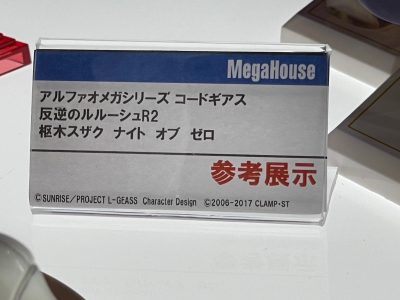 MegaHouse
アルファオメガシリーズ コードギアス
反逆のルルーシュR2
枢木スザク ナイト オブ ゼロ
参考展示
©SUNRISE/PROJECT L-GEASS Character Design ©2006-2017 CLAMP・ST